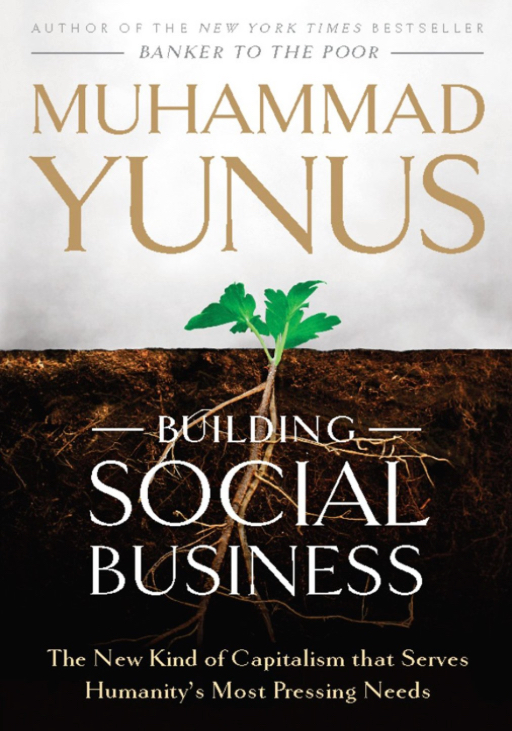 AUTHOR OF THE NEW YORK TIMES BESTSELLER
BANKER TO THE POOR
MUHAMMAD
YUNUS
BUILDING
SOCIAL
BUSINESS
The New Kind of Capitalism that Serves
Humanity's Most Pressing Needs